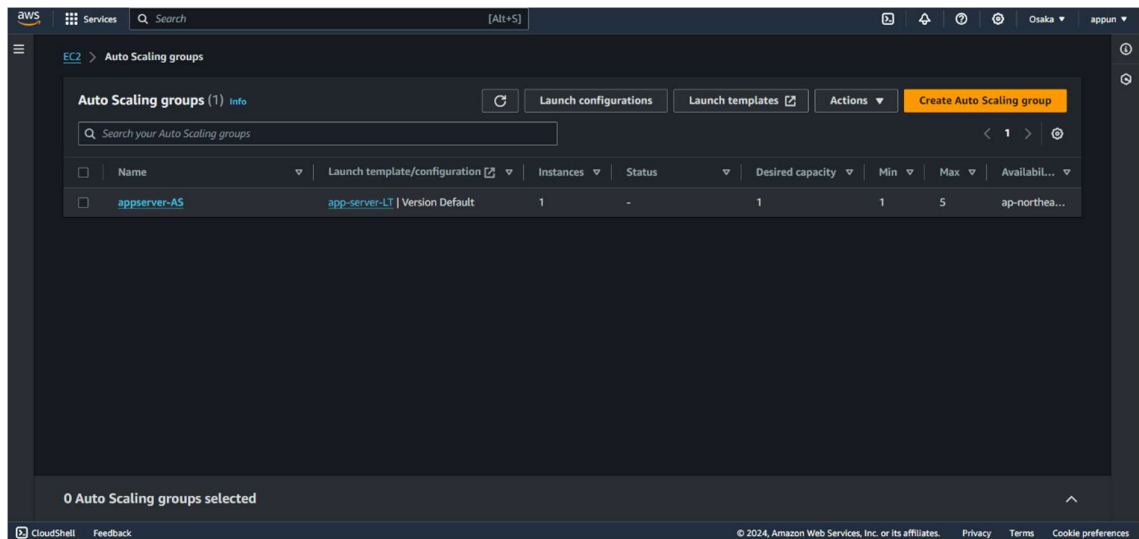 aws Services Search [Alt+S] Osaka appun
EC2 > Auto Scaling groups
Auto Scaling groups (1) Info Launch configurations Launch templates Actions Create Auto Scaling group
Search your Auto Scaling groups < 1 >
Name Launch template/configuration Instances Status Desired capacity Min Max Availabil...
appserver-AS app-server-LT | Version Default 1 - 1 1 5 ap-northea...
0 Auto Scaling groups selected
CloudShell Feedback © 2024, Amazon Web Services, Inc. or its affiliates. Privacy Terms Cookie preferences